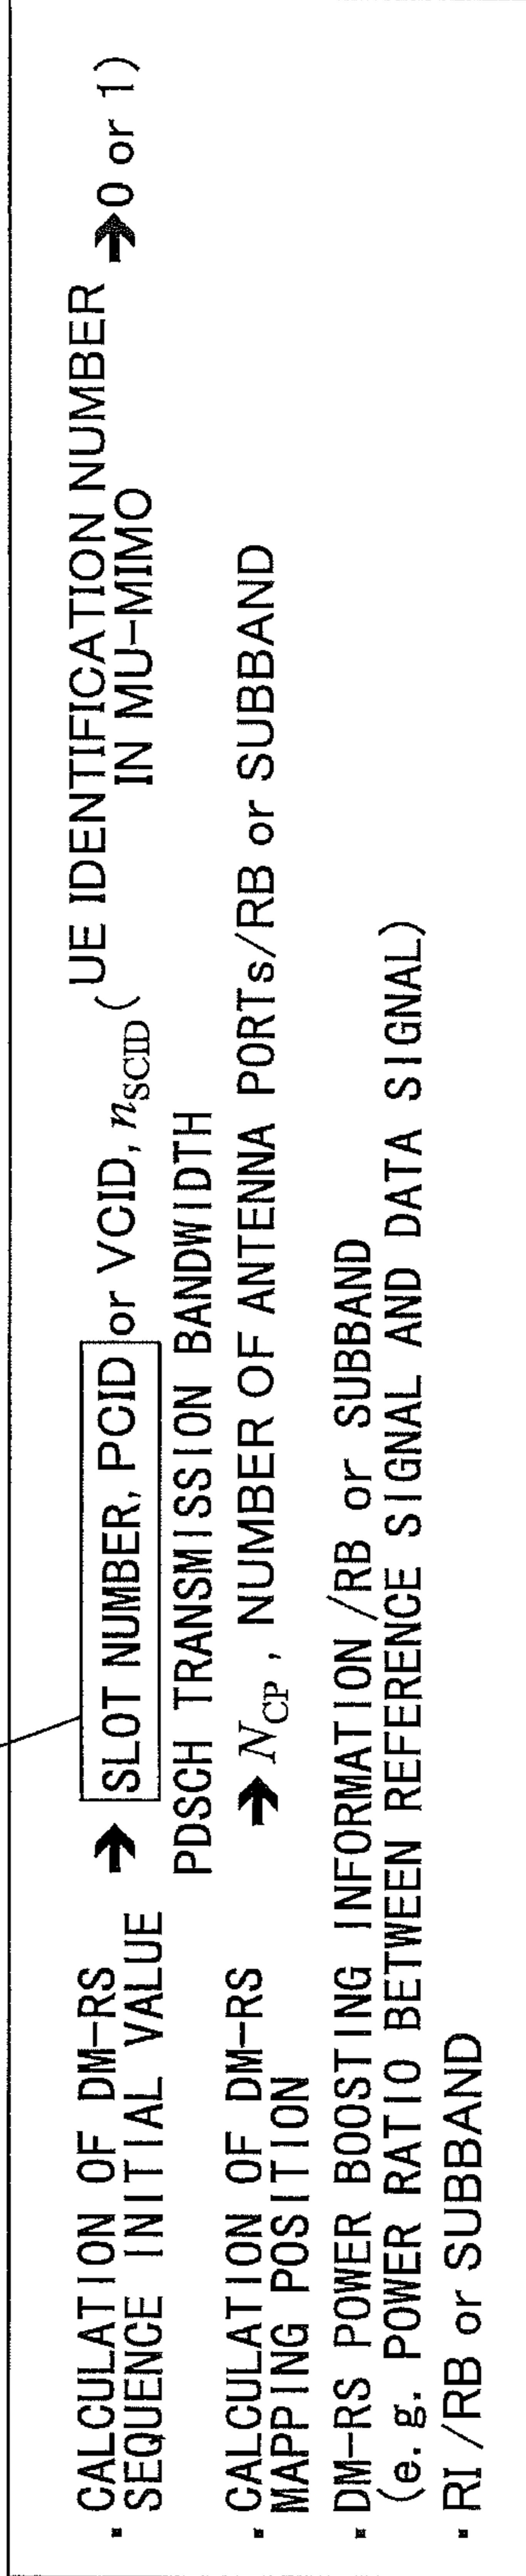 ▪ CALCULATION OF DM-RS
SEQUENCE INITIAL VALUE
➔ SLOT NUMBER, PCID or VCID, n_SCID (UE IDENTIFICATION NUMBER
IN MU-MIMO
➔ 0 or 1)
PDSCH TRANSMISSION BANDWIDTH
▪ CALCULATION OF DM-RS
MAPPING POSITION
➔ N_CP , NUMBER OF ANTENNA PORTs/RB or SUBBAND
▪ DM-RS POWER BOOSTING INFORMATION /RB or SUBBAND
(e.g. POWER RATIO BETWEEN REFERENCE SIGNAL AND DATA SIGNAL)
▪ RI /RB or SUBBAND